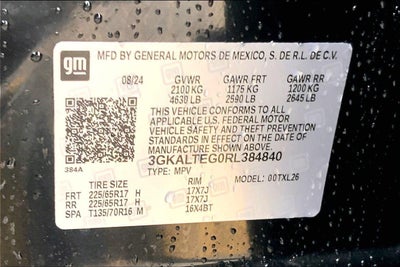 gm
MFD BY GENERAL MOTORS DE MEXICO, S. DE R.L. DE C.V.
08/24 GVWR GAWR FRT GAWR RR
2100 KG 1175 KG 1200 KG
4630 LB 2590 LB 2645 LB
THIS VEHICLE CONFORMS TO ALL
APPLICABLE U.S. FEDERAL MOTOR
VEHICLE SAFETY AND THEFT PREVENTION
STANDARDS IN EFFECT ON THE DATE OF
MANUFACTURE SHOWN ABOVE.
3GKALTEG0RL384840
384A TYPE: MPV MODEL: 00TXL26
TIRE SIZE RIM
FRT 225/65R17 H 17X7J
RR 225/65R17 H 17X7J
SPA T135/70R16 M 16X4BT